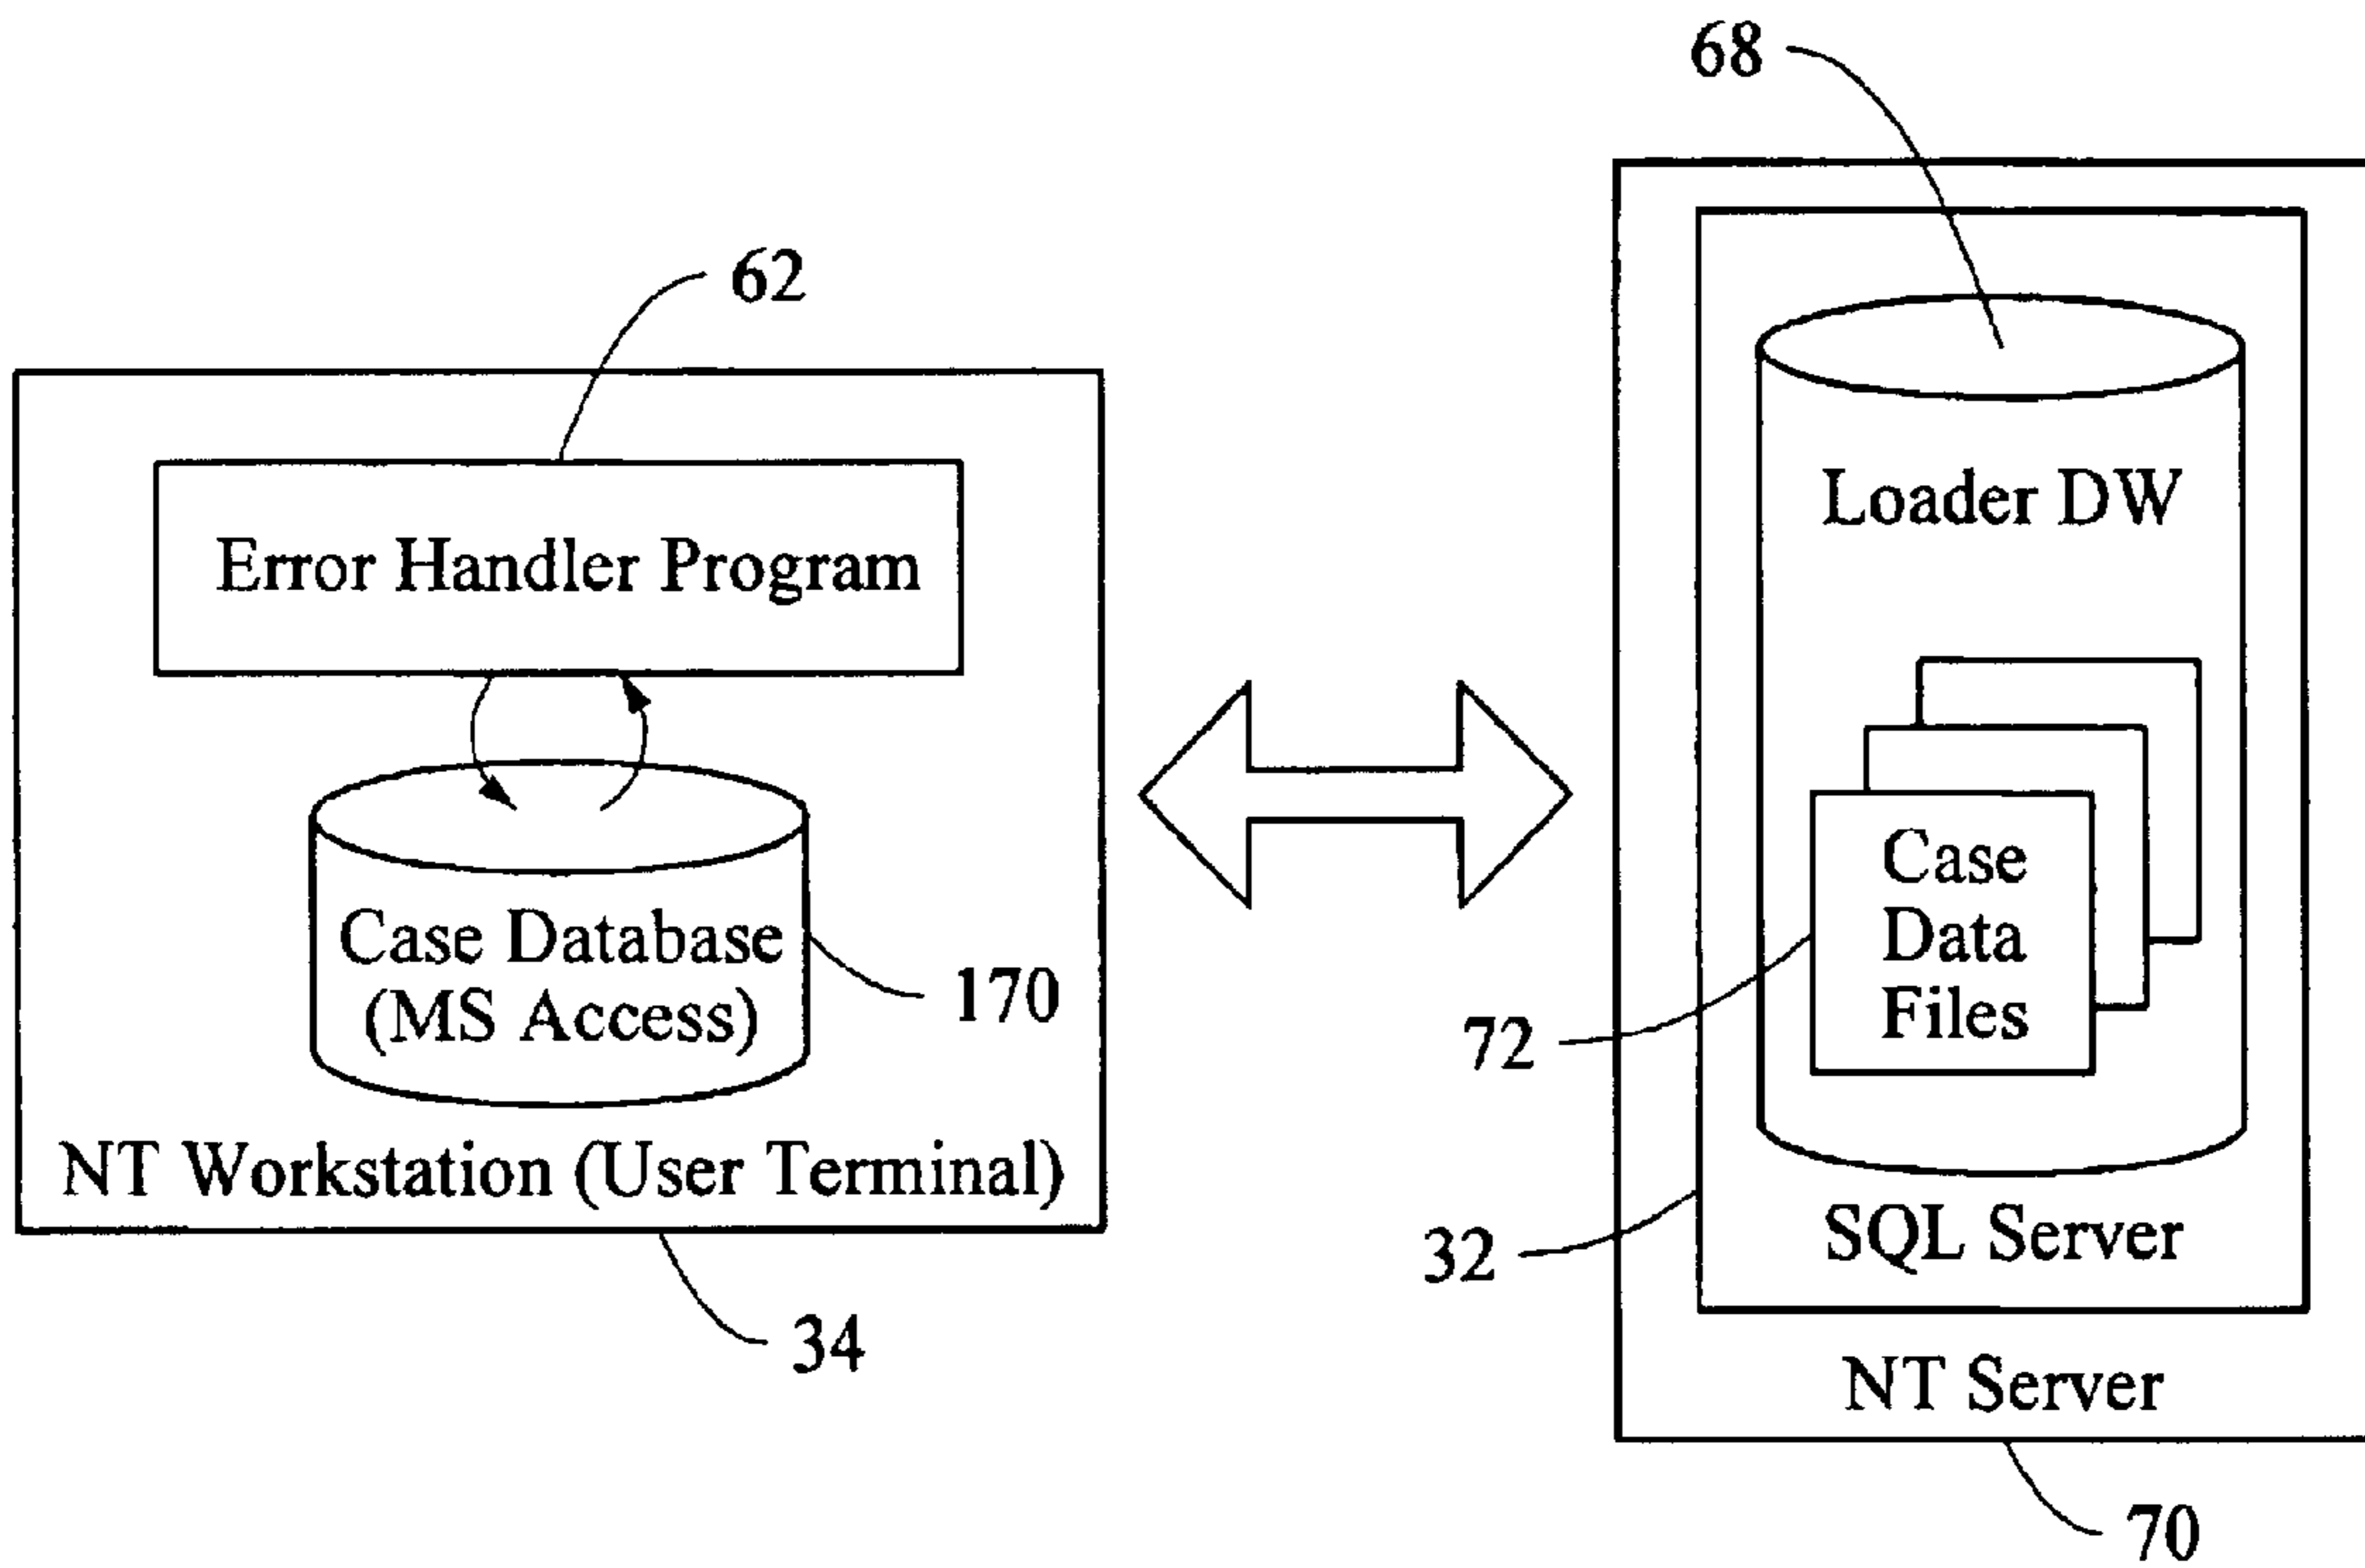 68
62
Error Handler Program
Loader DW
Case
Data
Files
Case Database
(MS Access)
170
72
NT Workstation (User Terminal)
SQL Server
32
34
NT Server
70